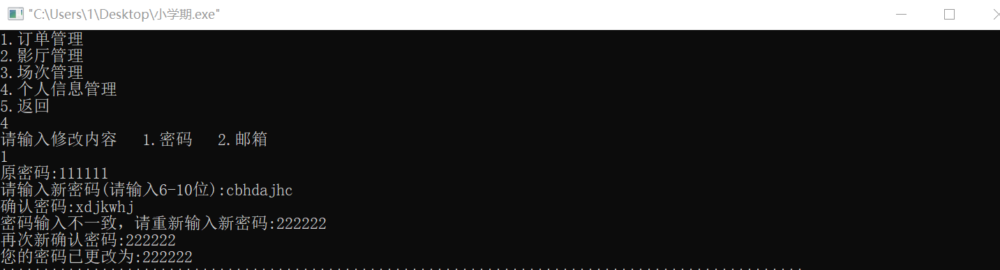 "C:\Users\1\Desktop\小学期.exe"
1.订单管理
2.影厅管理
3.场次管理
4.个人信息管理
5.返回
4
请输入修改内容   1.密码   2.邮箱
1
原密码:111111
请输入新密码(请输入6-10位):cbhdajhc
确认密码:xdjkwhj
密码输入不一致，请重新输入新密码:222222
再次新确认密码:222222
您的密码已更改为:222222